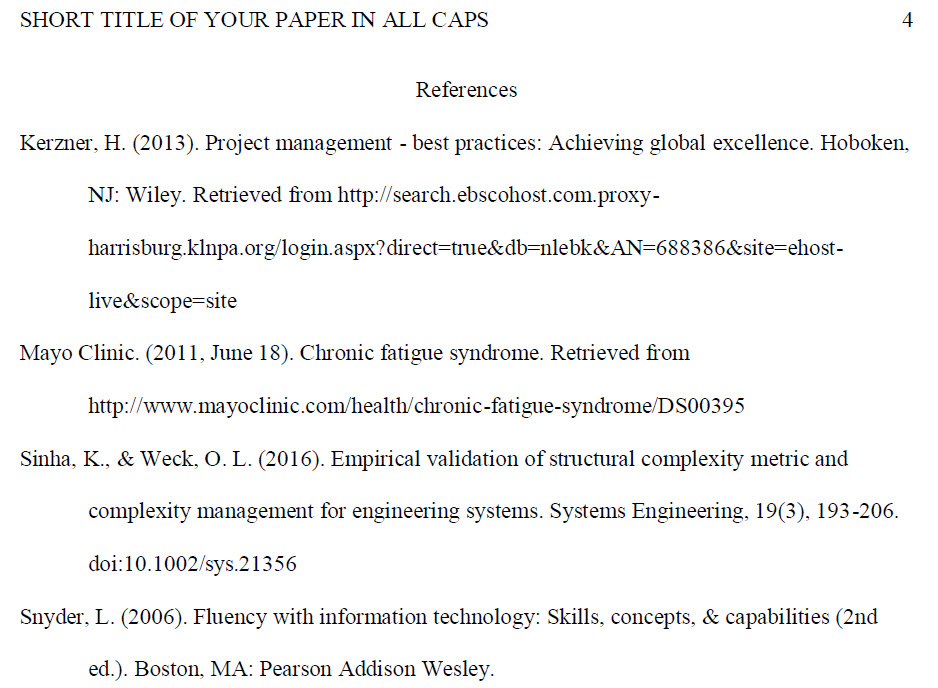 SHORT TITLE OF YOUR PAPER IN ALL CAPS 4
References
Kerzner, H. (2013). Project management - best practices: Achieving global excellence. Hoboken,
NJ: Wiley. Retrieved from http://search.ebscohost.com.proxy-
harrisburg.klnpa.org/login.aspx?direct=true&db=nlebk&AN=688386&site=ehost-
live&scope=site
Mayo Clinic. (2011, June 18). Chronic fatigue syndrome. Retrieved from
http://www.mayoclinic.com/health/chronic-fatigue-syndrome/DS00395
Sinha, K., & Weck, O. L. (2016). Empirical validation of structural complexity metric and
complexity management for engineering systems. Systems Engineering, 19(3), 193-206.
doi:10.1002/sys.21356
Snyder, L. (2006). Fluency with information technology: Skills, concepts, & capabilities (2nd
ed.). Boston, MA: Pearson Addison Wesley.